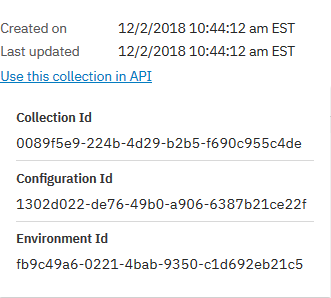 Created on 12/2/2018 10:44:12 am EST
Last updated 12/2/2018 10:44:12 am EST
Use this collection in API
Collection Id
0089f5e9-224b-4d29-b2b5-f690c955c4de
Configuration Id
1302d022-de76-49b0-a906-6387b21ce22f
Environment Id
fb9c49a6-0221-4bab-9350-c1d692eb21c5